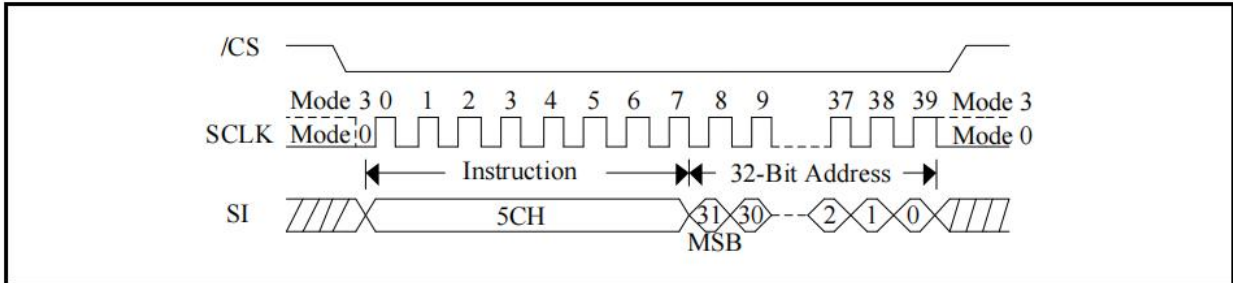 /CS
Mode 3 0 1 2 3 4 5 6 7 8 9 37 38 39 Mode 3
SCLK Mode 0 Mode 0
Instruction 32-Bit Address
SI 5CH 31 30 2 1 0
MSB